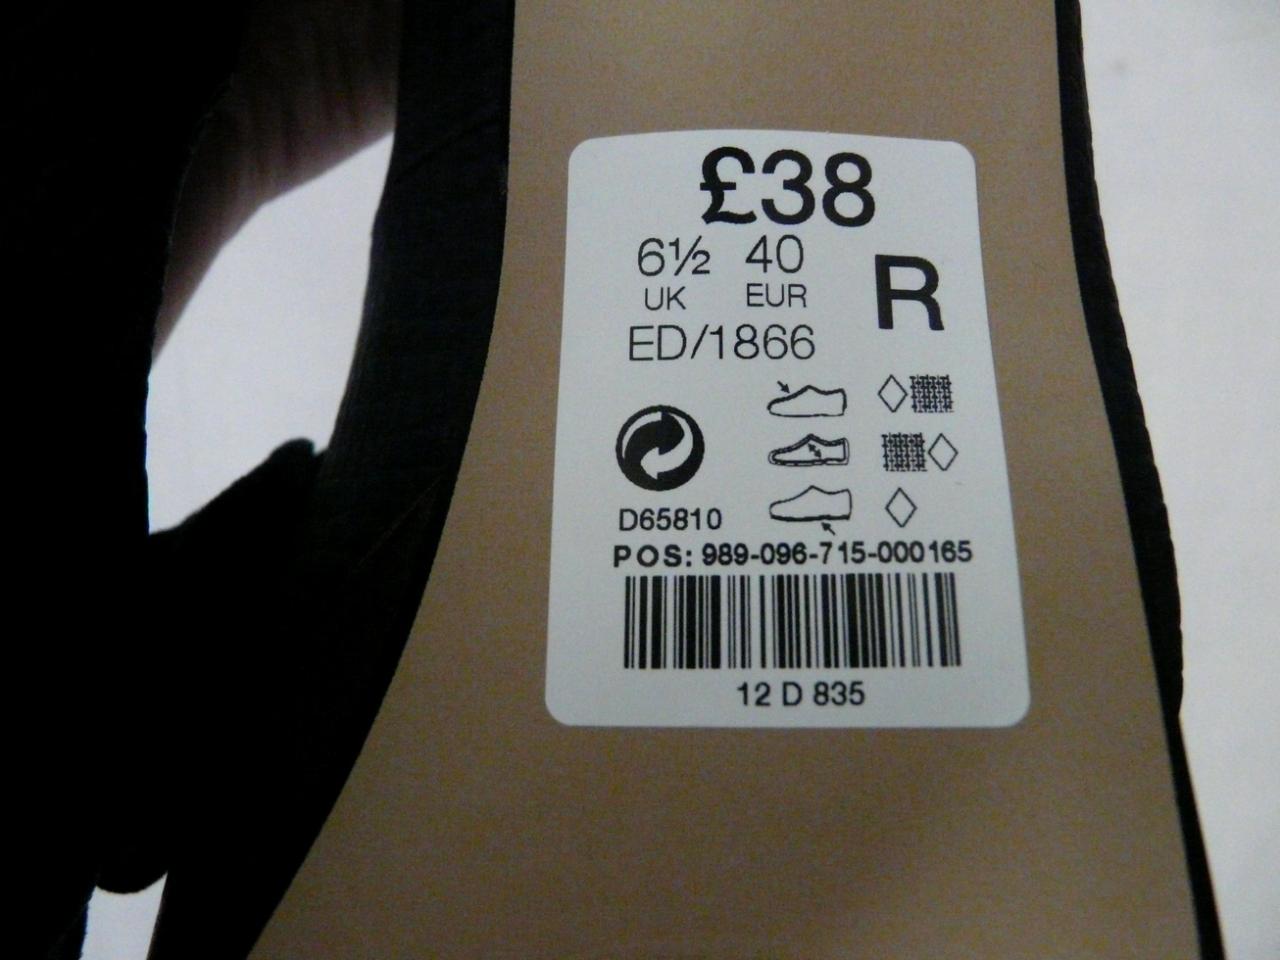 £38
6½ 40 R
UK EUR
ED/1866
D65810
POS: 989-096-715-000165
12 D 835